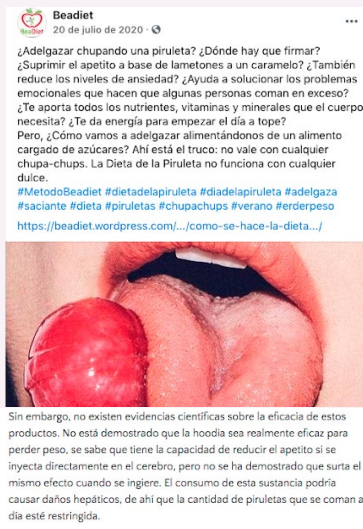 Beadiet
BeaDiet
20 de julio de 2020 ·
¿Adelgazar chupando una piruleta? ¿Dónde hay que firmar?
¿Suprimir el apetito a base de lametones a un caramelo? ¿También
reduce los niveles de ansiedad? ¿Ayuda a solucionar los problemas
emocionales que hacen que algunas personas coman en exceso?
¿Te aporta todos los nutrientes, vitaminas y minerales que el cuerpo
necesita? ¿Te da energía para empezar el día a tope?
Pero, ¿Cómo vamos a adelgazar alimentándonos de un alimento
cargado de azúcares? Ahí está el truco: no vale con cualquier
chupa-chups. La Dieta de la Piruleta no funciona con cualquier
dulce.
#MetodoBeadiet #dietadelapiruleta #diadelapiruleta #adelgaza
#saciante #dieta #piruletas #chupachups #verano #erderpeso
https://beadiet.wordpress.com/.../como-se-hace-la-dieta.../
Sin embargo, no existen evidencias científicas sobre la eficacia de estos
productos. No está demostrado que la hoodia sea realmente eficaz para
perder peso, se sabe que tiene la capacidad de reducir el apetito si se
inyecta directamente en el cerebro, pero no se ha demostrado que surta el
mismo efecto cuando se ingiere. El consumo de esta sustancia podría
causar daños hepáticos, de ahí que la cantidad de piruletas que se coman a
día esté restringida.